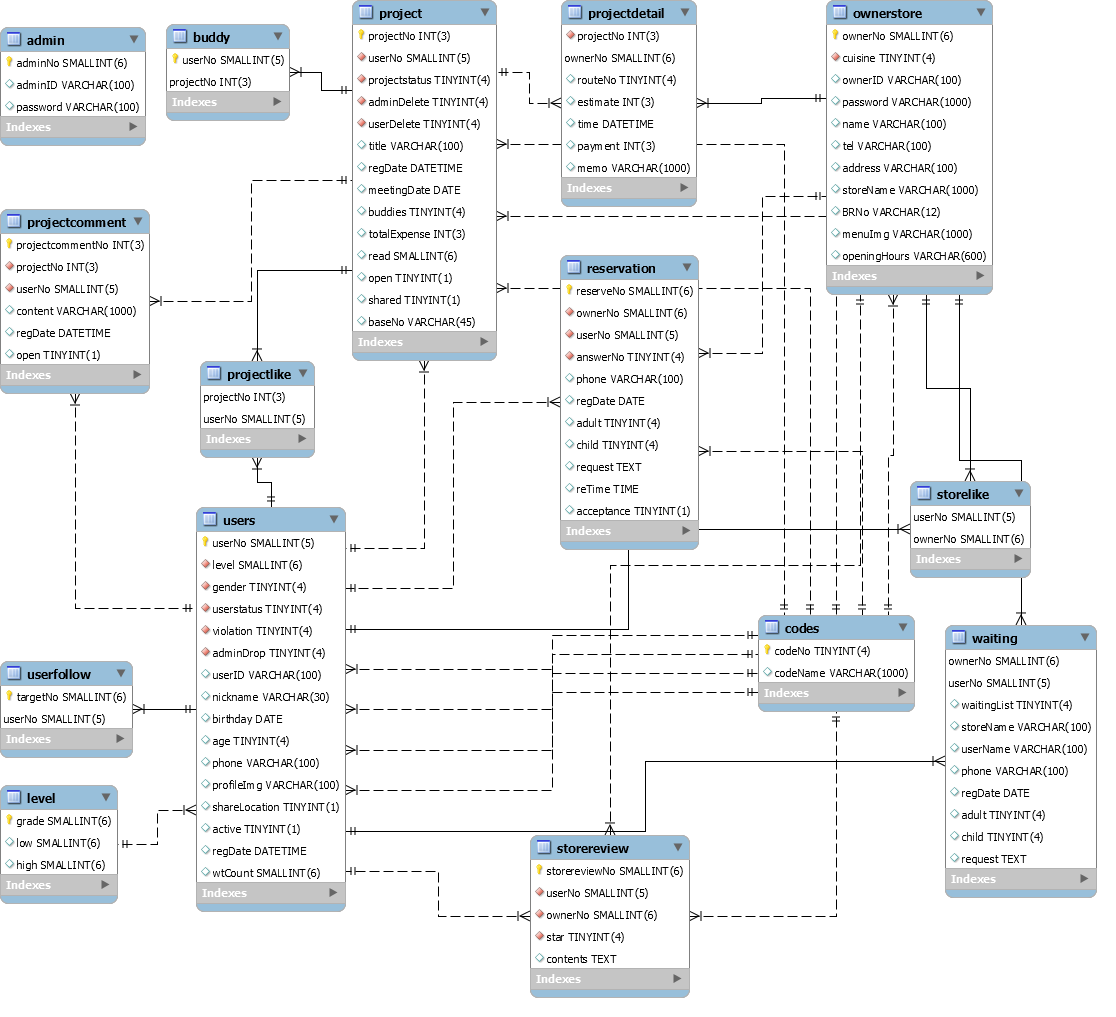 admin
adminNo SMALLINT(6)
adminID VARCHAR(100)
password VARCHAR(100)
Indexes
buddy
userNo SMALLINT(5)
projectNo INT(3)
Indexes
project
projectNo INT(3)
userNo SMALLINT(5)
projectstatus TINYINT(4)
adminDelete TINYINT(4)
userDelete TINYINT(4)
title VARCHAR(100)
regDate DATETIME
meetingDate DATE
buddies TINYINT(4)
totalExpense INT(3)
read SMALLINT(6)
open TINYINT(1)
shared TINYINT(1)
baseNo VARCHAR(45)
Indexes
projectdetail
projectNo INT(3)
ownerNo SMALLINT(6)
routeNo TINYINT(4)
estimate INT(3)
time DATETIME
payment INT(3)
memo VARCHAR(1000)
Indexes
ownerstore
ownerNo SMALLINT(6)
cuisine TINYINT(4)
ownerID VARCHAR(100)
password VARCHAR(1000)
name VARCHAR(100)
tel VARCHAR(100)
address VARCHAR(100)
storeName VARCHAR(1000)
BRNo VARCHAR(12)
menuImg VARCHAR(1000)
openingHours VARCHAR(600)
Indexes
projectcomment
projectcommentNo INT(3)
projectNo INT(3)
userNo SMALLINT(5)
content VARCHAR(1000)
regDate DATETIME
open TINYINT(1)
Indexes
projectlike
projectNo INT(3)
userNo SMALLINT(5)
Indexes
reservation
reserveNo SMALLINT(6)
ownerNo SMALLINT(6)
userNo SMALLINT(5)
answerNo TINYINT(4)
phone VARCHAR(100)
regDate DATE
adult TINYINT(4)
child TINYINT(4)
request TEXT
reTime TIME
acceptance TINYINT(1)
Indexes
storelike
userNo SMALLINT(5)
ownerNo SMALLINT(6)
Indexes
users
userNo SMALLINT(5)
level SMALLINT(6)
gender TINYINT(4)
userstatus TINYINT(4)
violation TINYINT(4)
adminDrop TINYINT(4)
userID VARCHAR(100)
nickname VARCHAR(30)
birthday DATE
age TINYINT(4)
phone VARCHAR(100)
profileImg VARCHAR(100)
shareLocation TINYINT(1)
active TINYINT(1)
regDate DATETIME
wtCount SMALLINT(6)
Indexes
codes
codeNo TINYINT(4)
codeName VARCHAR(1000)
Indexes
waiting
ownerNo SMALLINT(6)
userNo SMALLINT(5)
waitingList TINYINT(4)
storeName VARCHAR(100)
userName VARCHAR(100)
phone VARCHAR(100)
regDate DATE
adult TINYINT(4)
child TINYINT(4)
request TEXT
Indexes
userfollow
targetNo SMALLINT(6)
userNo SMALLINT(5)
Indexes
level
grade SMALLINT(6)
low SMALLINT(6)
high SMALLINT(6)
Indexes
storereview
storereviewNo SMALLINT(6)
userNo SMALLINT(5)
ownerNo SMALLINT(6)
star TINYINT(4)
contents TEXT
Indexes